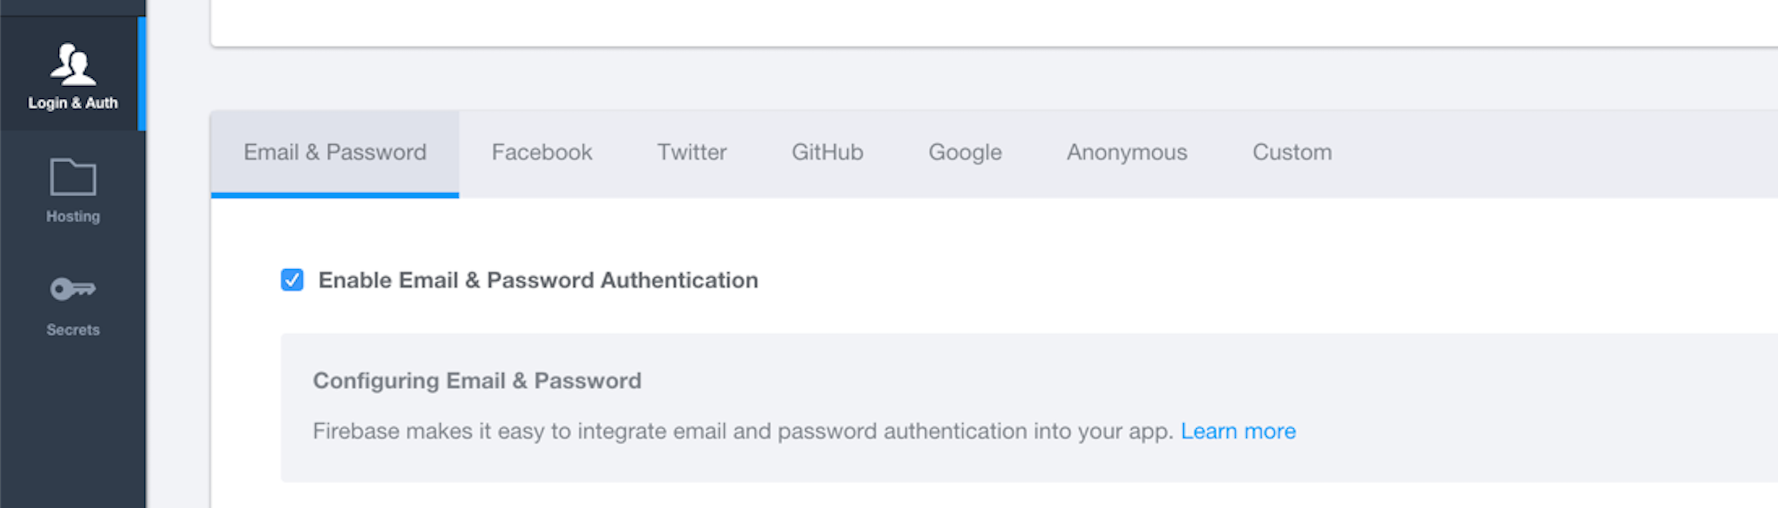 Login & Auth
Hosting
Secrets
Email & Password Facebook Twitter GitHub Google Anonymous Custom
Enable Email & Password Authentication
Configuring Email & Password
Firebase makes it easy to integrate email and password authentication into your app. Learn more